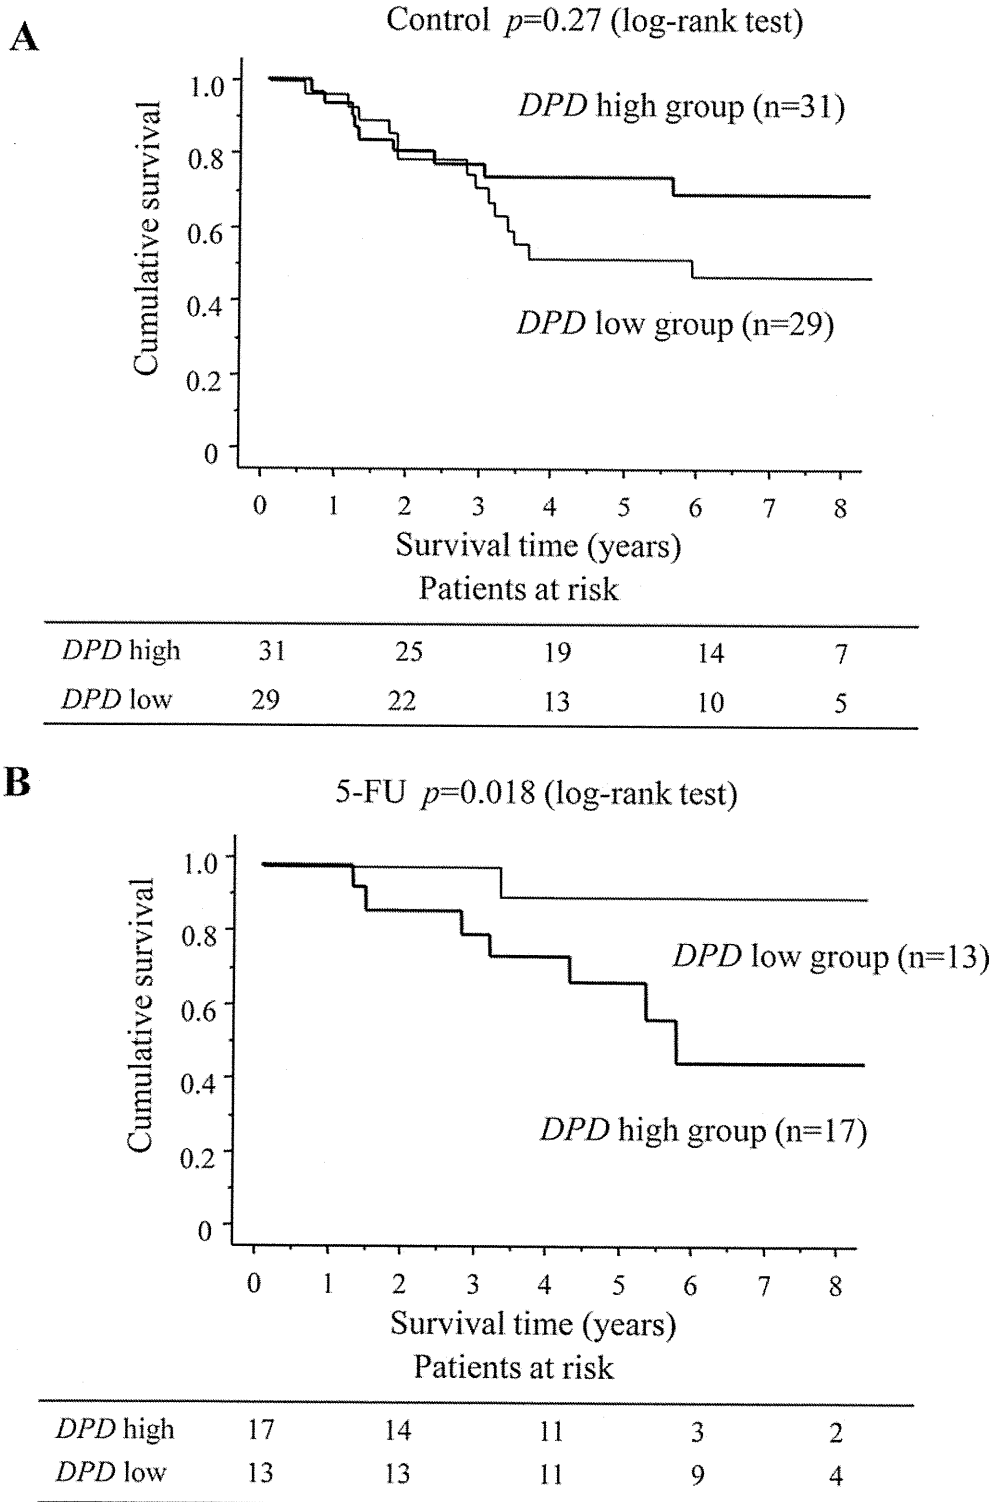 A
Control p=0.27 (log-rank test)
1.0
0.8
0.6
0.4
0.2
0
Cumulative survival
DPD high group (n=31)
DPD low group (n=29)
0 1 2 3 4 5 6 7 8
Survival time (years)
Patients at risk
DPD high 31 25 19 14 7
DPD low 29 22 13 10 5
B
5-FU p=0.018 (log-rank test)
1.0
0.8
0.6
0.4
0.2
0
Cumulative survival
DPD low group (n=13)
DPD high group (n=17)
0 1 2 3 4 5 6 7 8
Survival time (years)
Patients at risk
DPD high 17 14 11 3 2
DPD low 13 13 11 9 4